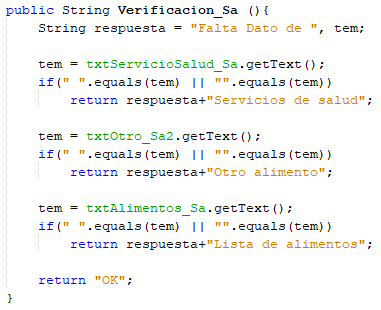 public String Verificacion_Sa (){
String respuesta = "Falta Dato de ", tem;
tem = txtServicioSalud_Sa.getText();
if(" ".equals(tem) || "".equals(tem))
return respuesta+"Servicios de salud";
tem = txtOtro_Sa2.getText();
if(" ".equals(tem) || "".equals(tem))
return respuesta+"Otro alimento";
tem = txtAlimentos_Sa.getText();
if(" ".equals(tem) || "".equals(tem))
return respuesta+"Lista de alimentos";
return "OK";
}